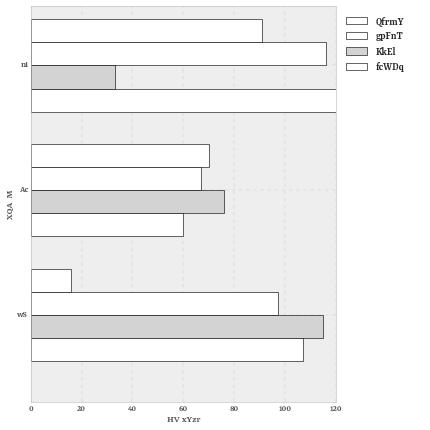 QfrmY
gpFnT
KkEl
fcWDq
ni
Ac
wS
XQA M
0 20 40 60 80 100 120
HV xYzr